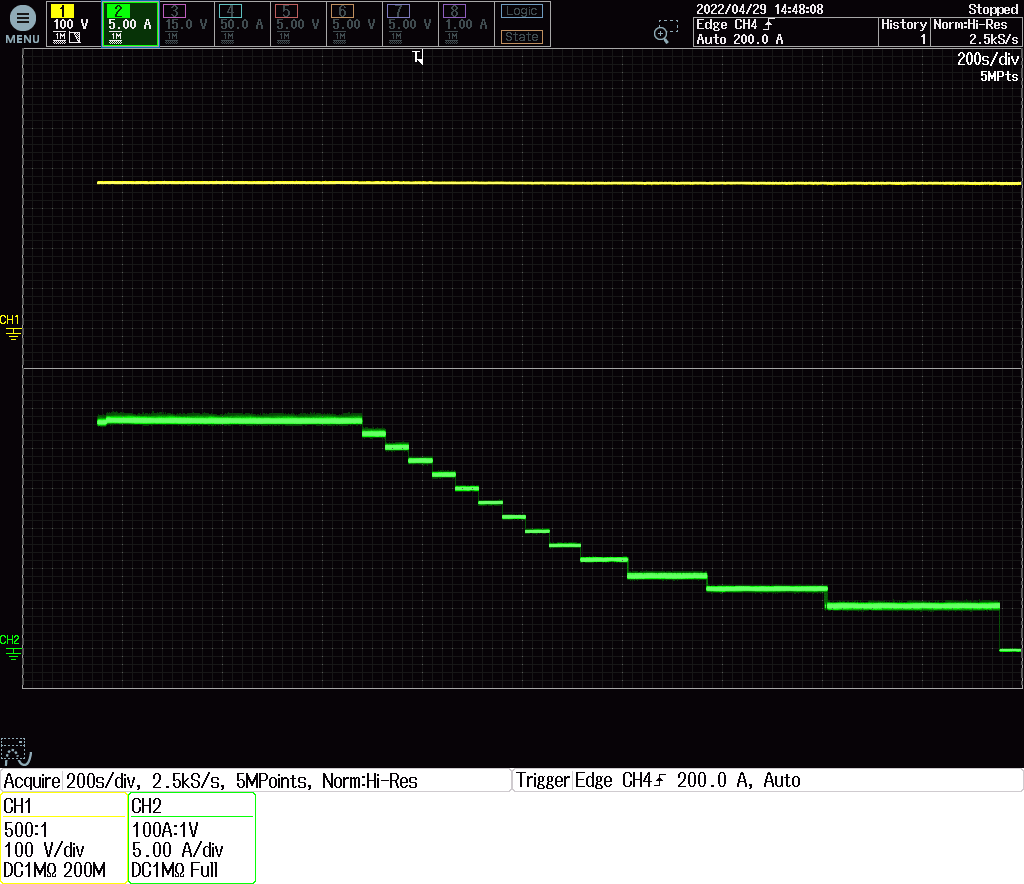 MENU
1
100 V
1M
2
5.00 A
1M
3
15.0 V
1M
4
50.0 A
1M
5
5.00 V
1M
6
5.00 V
1M
7
5.00 V
1M
8
1.00 A
1M
Logic
State
2022/04/29 14:48:08
Stopped
Edge CH4
Auto 200.0 A
History
1
Norm:Hi-Res
2.5kS/s
T
200s/div
5MPts
CH1
CH2
Acquire 200s/div, 2.5kS/s, 5MPoints, Norm:Hi-Res
Trigger Edge CH4 200.0 A, Auto
CH1
500:1
100 V/div
DC1MΩ 200M
CH2
100A:1V
5.00 A/div
DC1MΩ Full